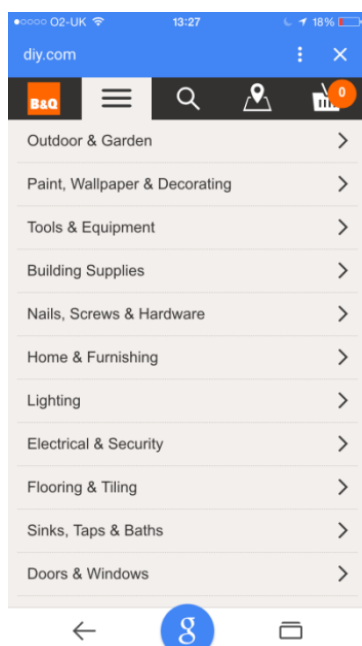 O2-UK 13:27 18%
diy.com
B&Q 0
Outdoor & Garden
Paint, Wallpaper & Decorating
Tools & Equipment
Building Supplies
Nails, Screws & Hardware
Home & Furnishing
Lighting
Electrical & Security
Flooring & Tiling
Sinks, Taps & Baths
Doors & Windows
g